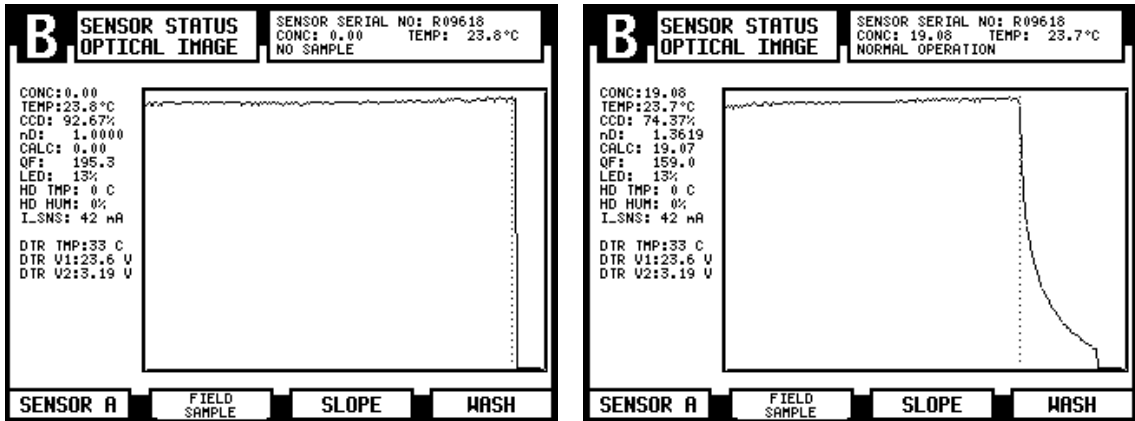 B
SENSOR STATUS
OPTICAL IMAGE
SENSOR SERIAL NO: R09618
CONC: 0.00 TEMP: 23.8°C
NO SAMPLE
CONC:0.00
TEMP:23.8°C
CCD: 92.67%
nD: 1.0000
CALC: 0.00
QF: 195.3
LED: 13%
HD TMP: 0 C
HD HUM: 0%
I_SNS: 42 mA
DTR TMP:33 C
DTR V1:23.6 V
DTR V2:3.19 V
SENSOR A
FIELD
SAMPLE
SLOPE
WASH
B
SENSOR STATUS
OPTICAL IMAGE
SENSOR SERIAL NO: R09618
CONC: 19.08 TEMP: 23.7°C
NORMAL OPERATION
CONC:19.08
TEMP:23.7°C
CCD: 74.37%
nD: 1.3619
CALC: 19.07
QF: 159.0
LED: 13%
HD TMP: 0 C
HD HUM: 0%
I_SNS: 42 mA
DTR TMP:33 C
DTR V1:23.6 V
DTR V2:3.19 V
SENSOR A
FIELD
SAMPLE
SLOPE
WASH